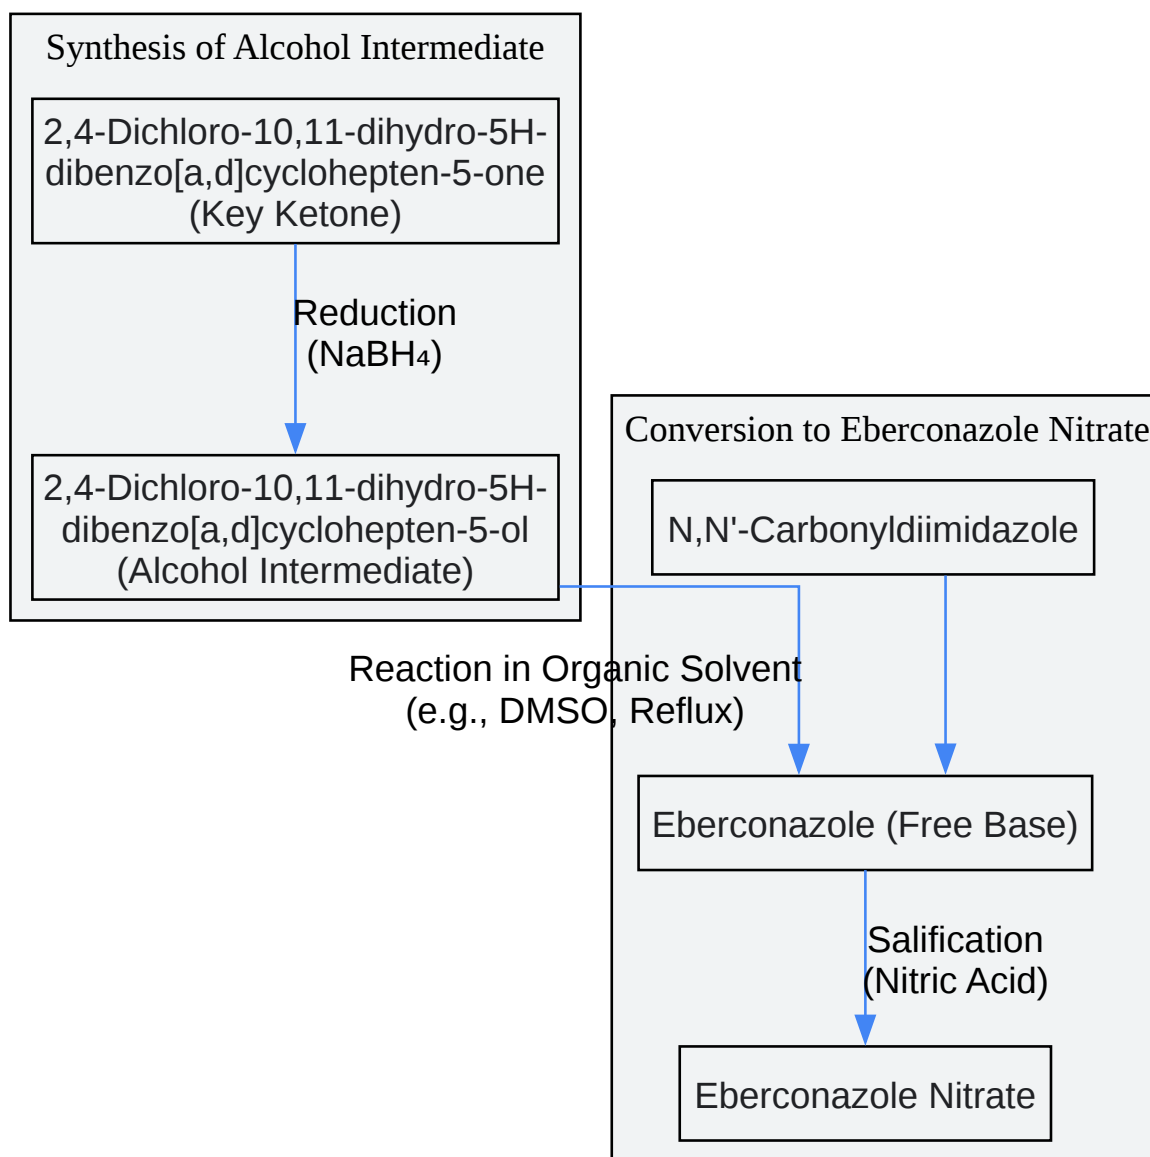 Synthesis of Alcohol Intermediate
2,4-Dichloro-10,11-dihydro-5H-
dibenzo[a,d]cyclohepten-5-one
(Key Ketone)
Reduction
(NaBH₄)
2,4-Dichloro-10,11-dihydro-5H-
dibenzo[a,d]cyclohepten-5-ol
(Alcohol Intermediate)
Conversion to Eberconazole Nitrate
N,N'-Carbonyldiimidazole
Reaction in Organic Solvent
(e.g., DMSO, Reflux)
Eberconazole (Free Base)
Salification
(Nitric Acid)
Eberconazole Nitrate